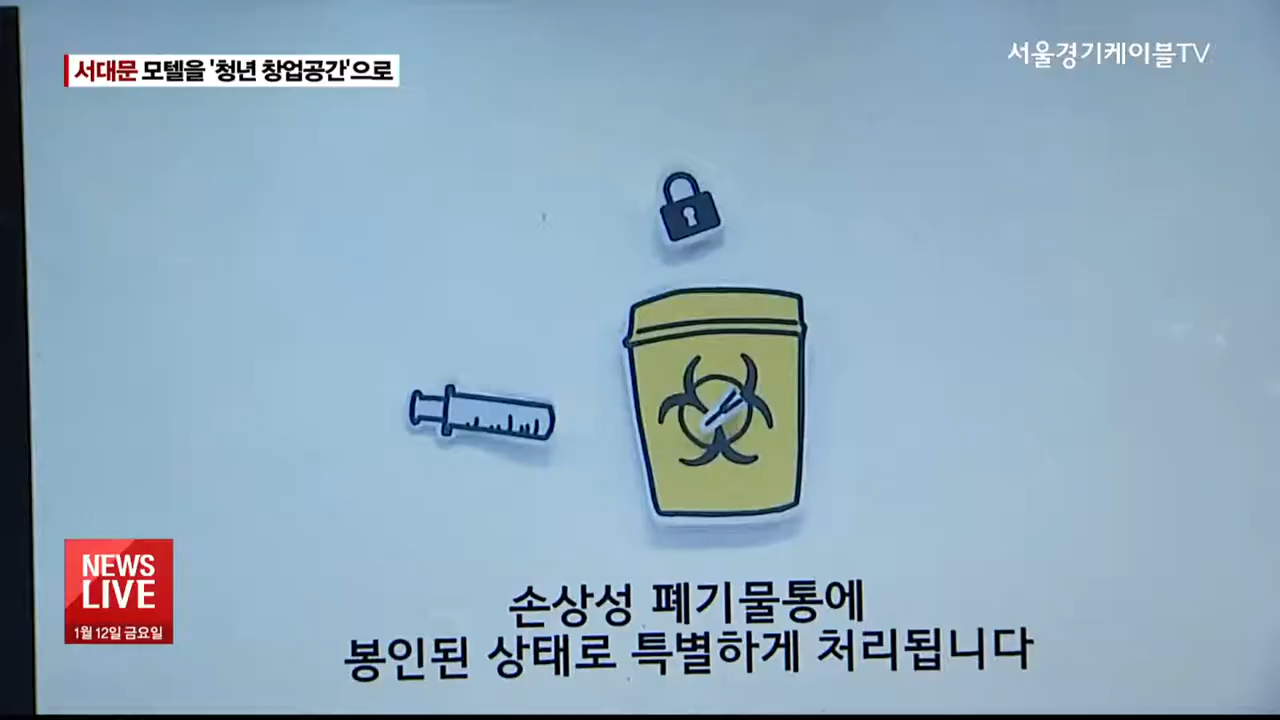 서대문 모텔을 '청년 창업공간'으로
서울경기케이블TV
NEWS
LIVE
1월 12일 금요일
손상성 폐기물통에
봉인된 상태로 특별하게 처리됩니다